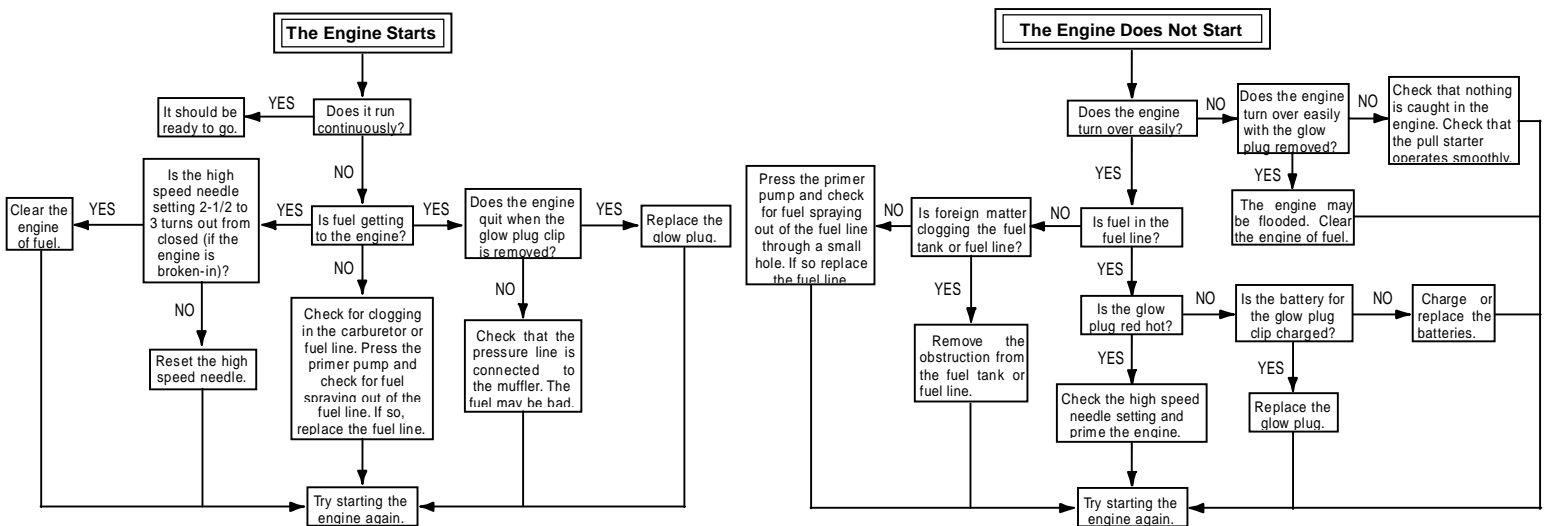 The Engine Starts
Does it run
continuously?
YES
It should be
ready to go.
NO
Is fuel getting
to the engine?
YES
Is the high
speed needle
setting 2-1/2 to
3 turns out from
closed (if the
engine is
broken-in)?
YES
Clear the
engine
of fuel.
NO
Reset the high
speed needle.
YES
Does the engine
quit when the
glow plug clip
is removed?
YES
Replace the
glow plug.
NO
Check that the
pressure line is
connected to
the muffler. The
fuel may be bad.
NO
Check for clogging
in the carburetor or
fuel line. Press the
primer pump and
check for fuel
spraying out of the
fuel line. If so,
replace the fuel line.
Try starting the
engine again.
The Engine Does Not Start
Does the engine
turn over easily?
NO
Does the engine
turn over easily
with the glow
plug removed?
NO
Check that nothing
is caught in the
engine. Check that
the pull starter
operates smoothly.
YES
The engine may
be flooded. Clear
the engine of fuel.
YES
Is fuel in the
fuel line?
NO
Is foreign matter
clogging the fuel
tank or fuel line?
NO
Press the primer
pump and check
for fuel spraying
out of the fuel line
through a small
hole. If so replace
the fuel line
YES
Remove the
obstruction from
the fuel tank or
fuel line.
YES
Is the glow
plug red hot?
NO
Is the battery for
the glow plug
clip charged?
NO
Charge or
replace the
batteries.
YES
Replace the
glow plug.
YES
Check the high speed
needle setting and
prime the engine.
Try starting the
engine again.